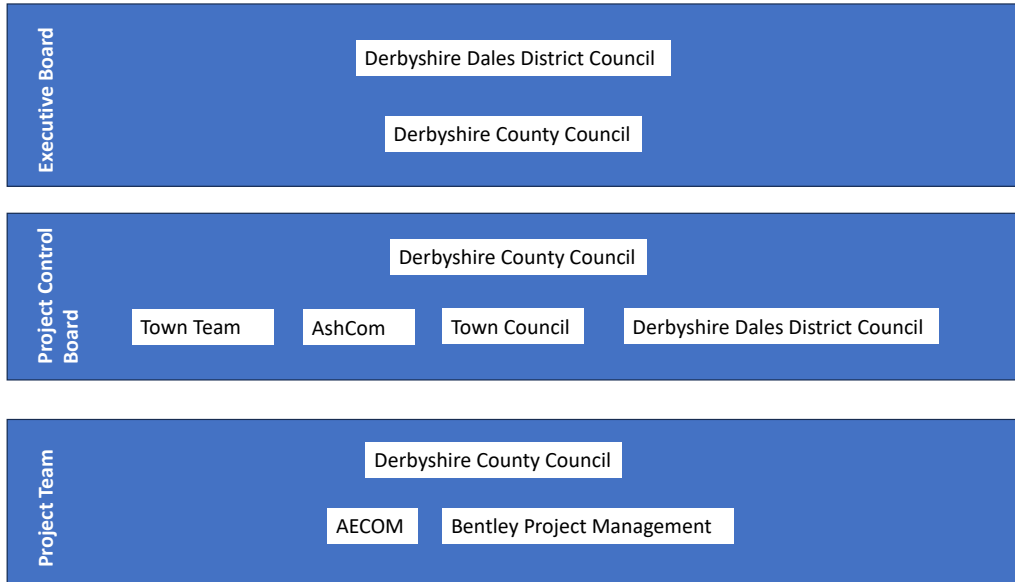 Executive Board
Derbyshire Dales District Council
Derbyshire County Council
Project Control
Board
Derbyshire County Council
Town Team
AshCom
Town Council
Derbyshire Dales District Council
Project Team
Derbyshire County Council
AECOM
Bentley Project Management